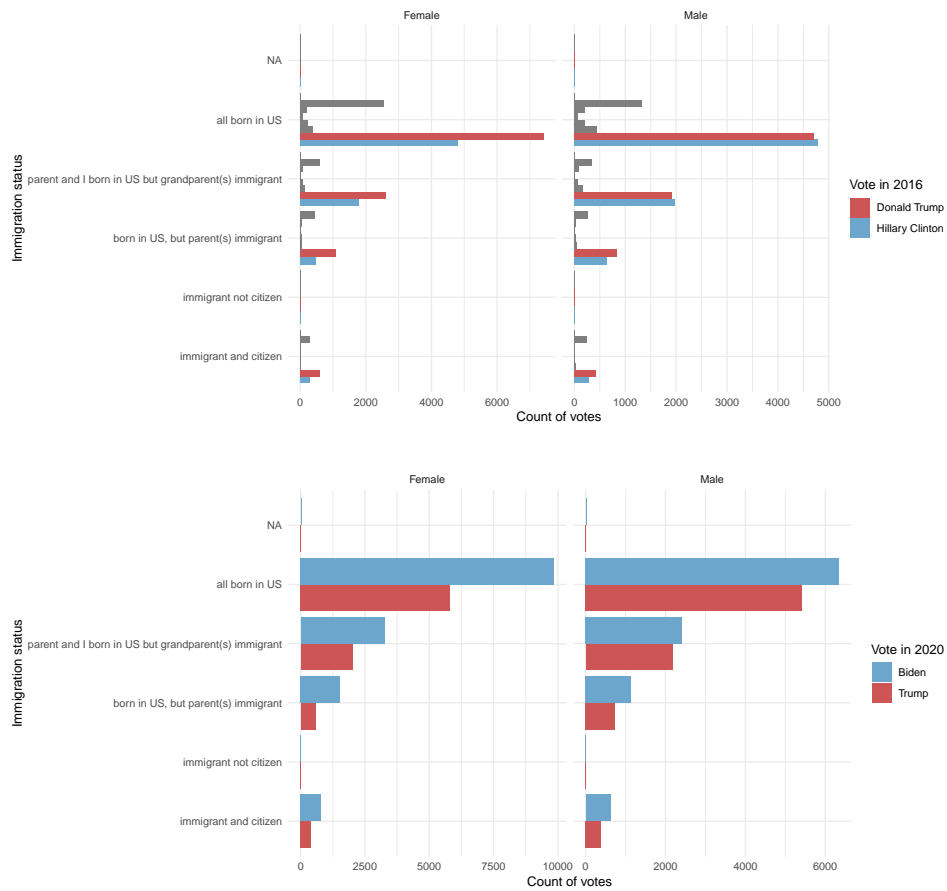 Female
Male
NA
all born in US
parent and I born in US but grandparent(s) immigrant
born in US, but parent(s) immigrant
immigrant not citizen
immigrant and citizen
Immigration status
0 2000 4000 6000
0 1000 2000 3000 4000 5000
Count of votes
Vote in 2016
Donald Trump
Hillary Clinton
Female
Male
NA
all born in US
parent and I born in US but grandparent(s) immigrant
born in US, but parent(s) immigrant
immigrant not citizen
immigrant and citizen
Immigration status
0 2500 5000 7500 10000
0 2000 4000 6000
Count of votes
Vote in 2020
Biden
Trump